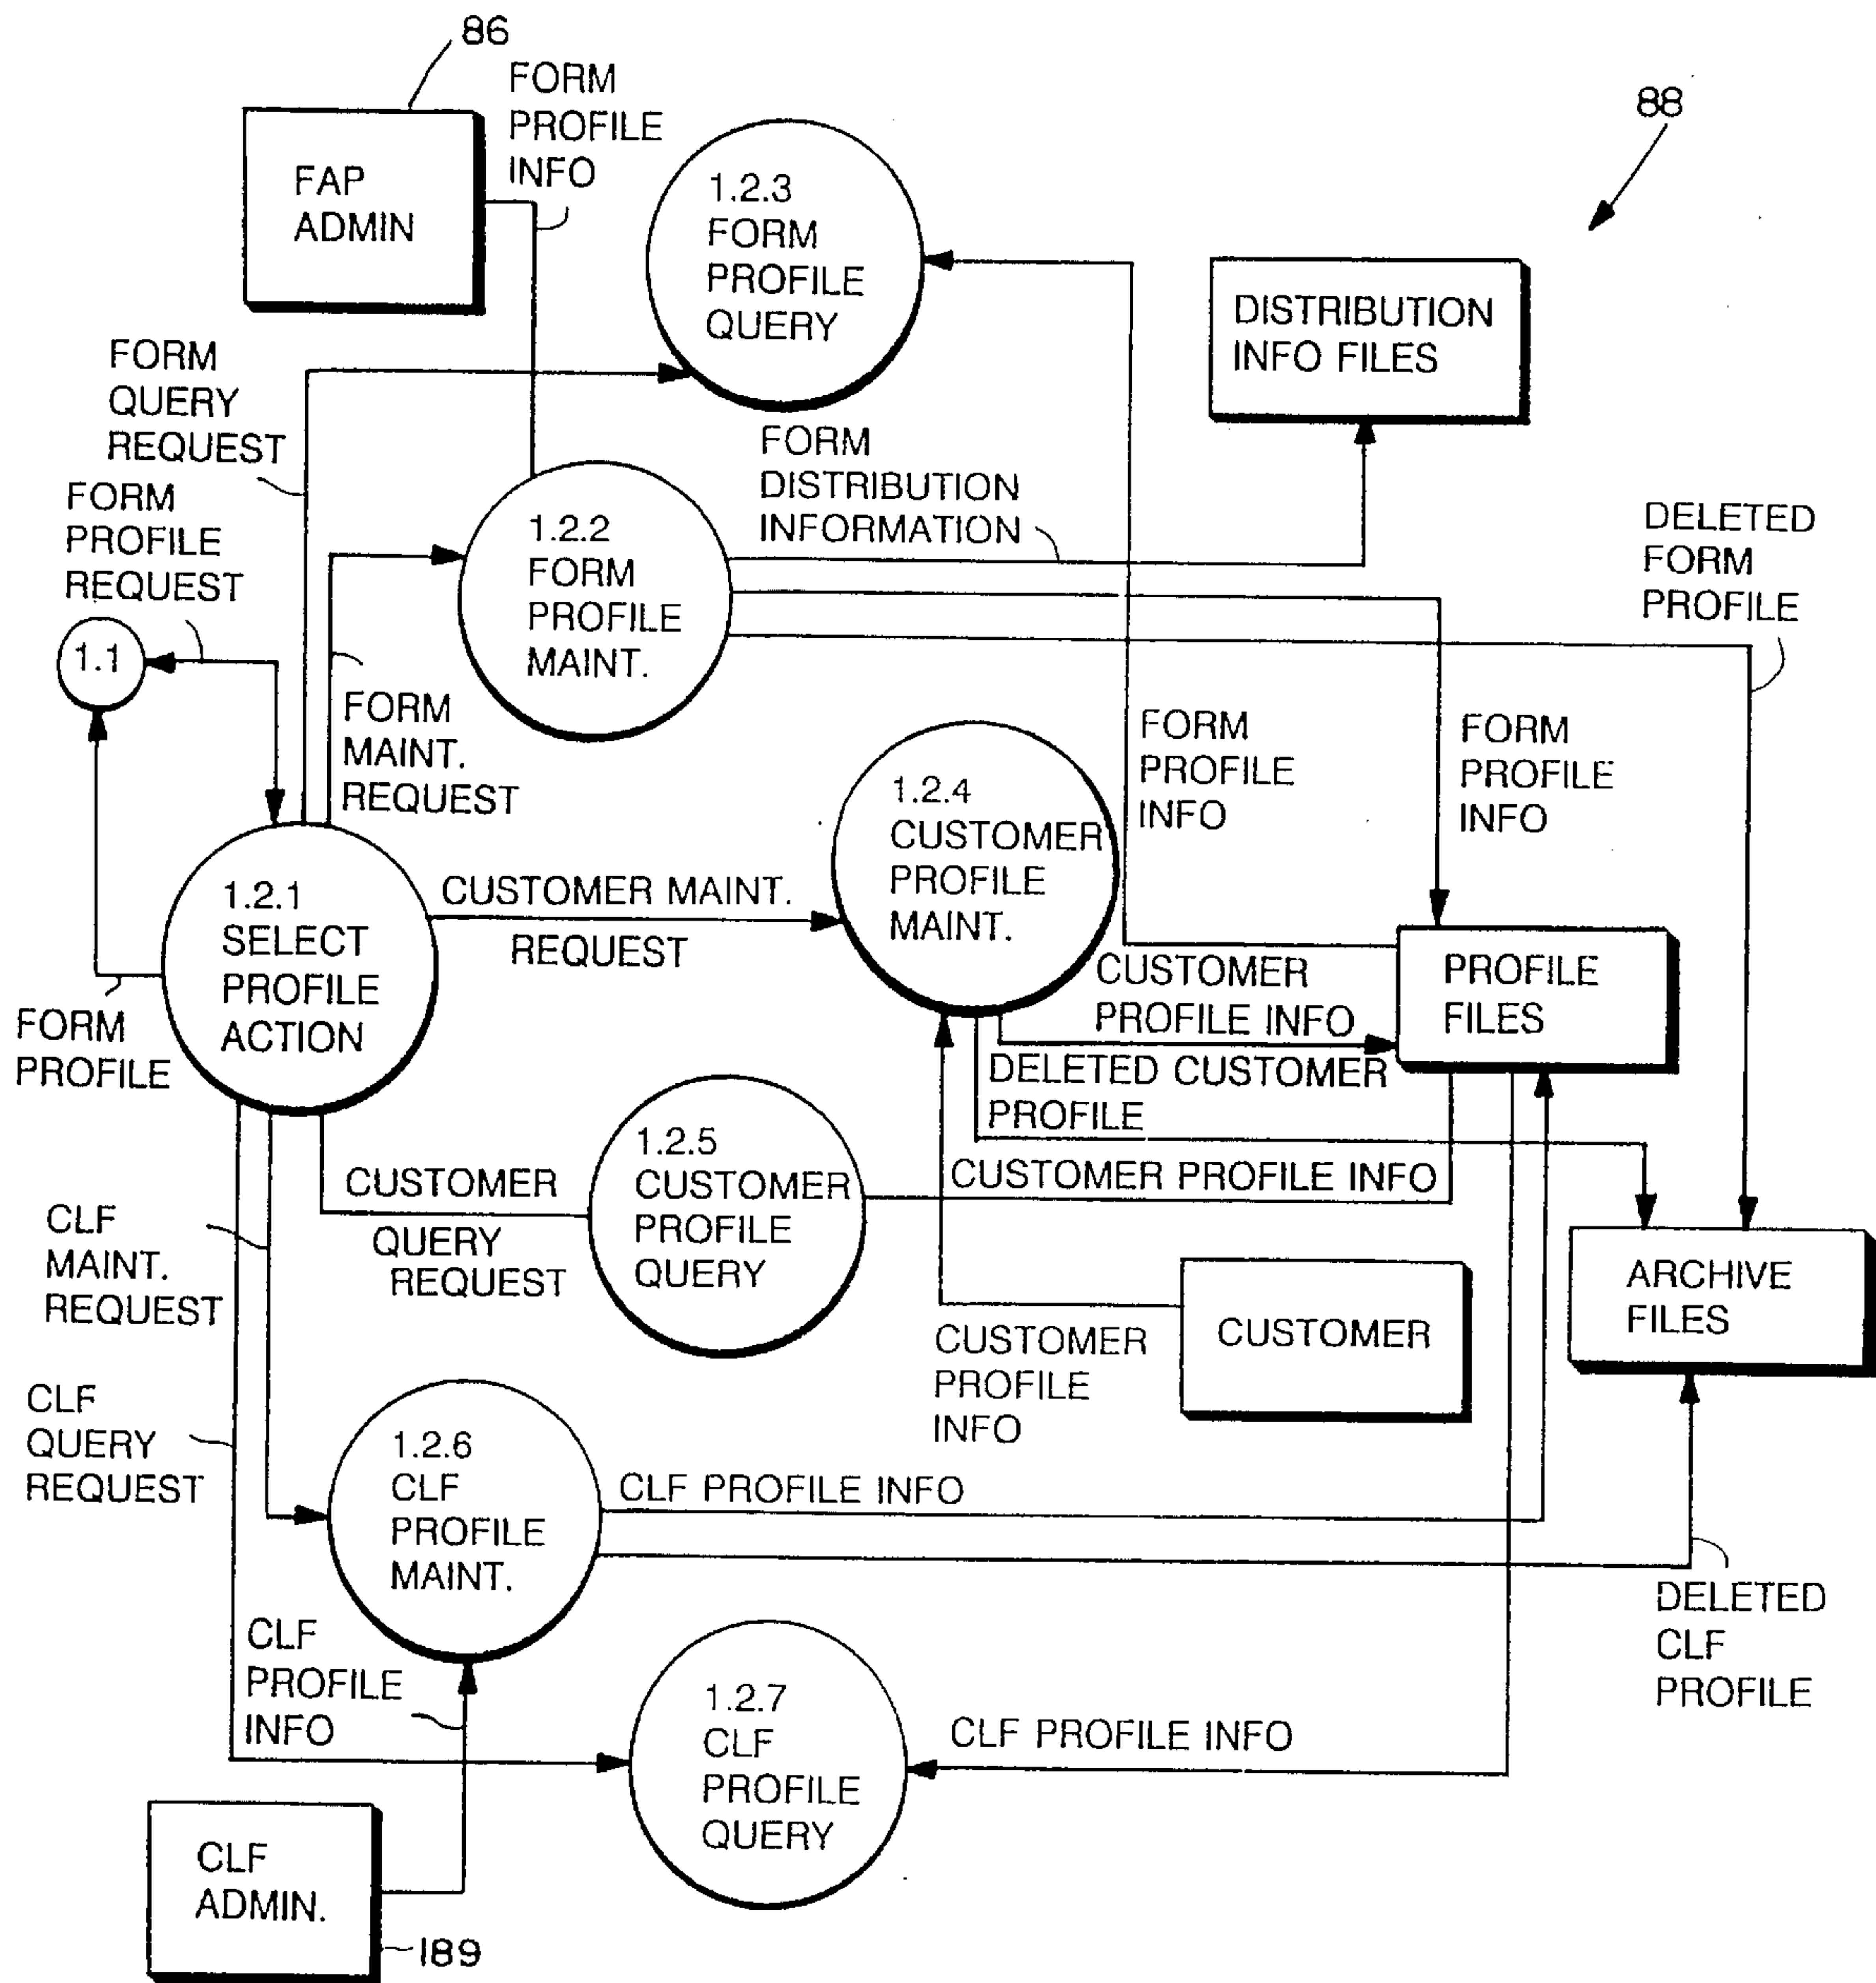 86
FORM
PROFILE
INFO
88
FAP
ADMIN
1.2.3
FORM
PROFILE
QUERY
DISTRIBUTION
INFO FILES
FORM
QUERY
REQUEST
FORM
PROFILE
REQUEST
FORM
DISTRIBUTION
INFORMATION
1.2.2
FORM
PROFILE
MAINT.
DELETED
FORM
PROFILE
1.1
FORM
MAINT.
REQUEST
FORM
PROFILE
INFO
FORM
PROFILE
INFO
1.2.4
CUSTOMER
PROFILE
MAINT.
1.2.1
SELECT
PROFILE
ACTION
CUSTOMER MAINT.
REQUEST
FORM
PROFILE
CUSTOMER
PROFILE INFO
PROFILE
FILES
DELETED CUSTOMER
PROFILE
1.2.5
CUSTOMER
PROFILE
QUERY
CUSTOMER
QUERY
REQUEST
CUSTOMER PROFILE INFO
CLF
MAINT.
REQUEST
CUSTOMER
PROFILE
INFO
CUSTOMER
ARCHIVE
FILES
CLF
QUERY
REQUEST
1.2.6
CLF
PROFILE
MAINT.
CLF PROFILE INFO
DELETED
CLF
PROFILE
CLF
PROFILE
INFO
1.2.7
CLF
PROFILE
QUERY
CLF PROFILE INFO
CLF
ADMIN.
189